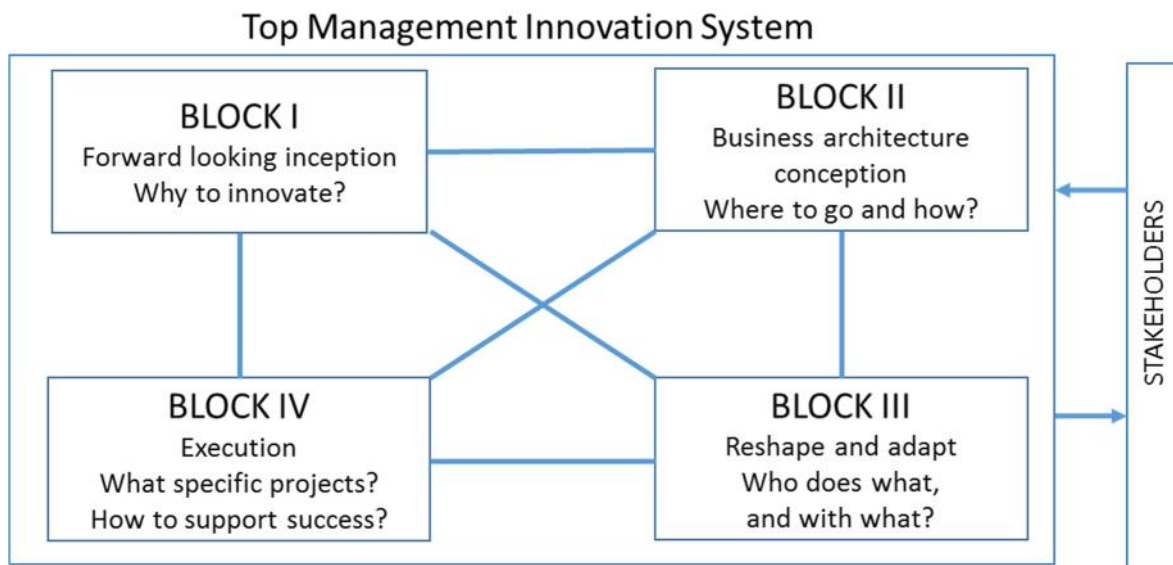 Top Management Innovation System
BLOCK I
Forward looking inception
Why to innovate?
BLOCK II
Business architecture
conception
Where to go and how?
BLOCK IV
Execution
What specific projects?
How to support success?
BLOCK III
Reshape and adapt
Who does what,
and with what?
STAKEHOLDERS